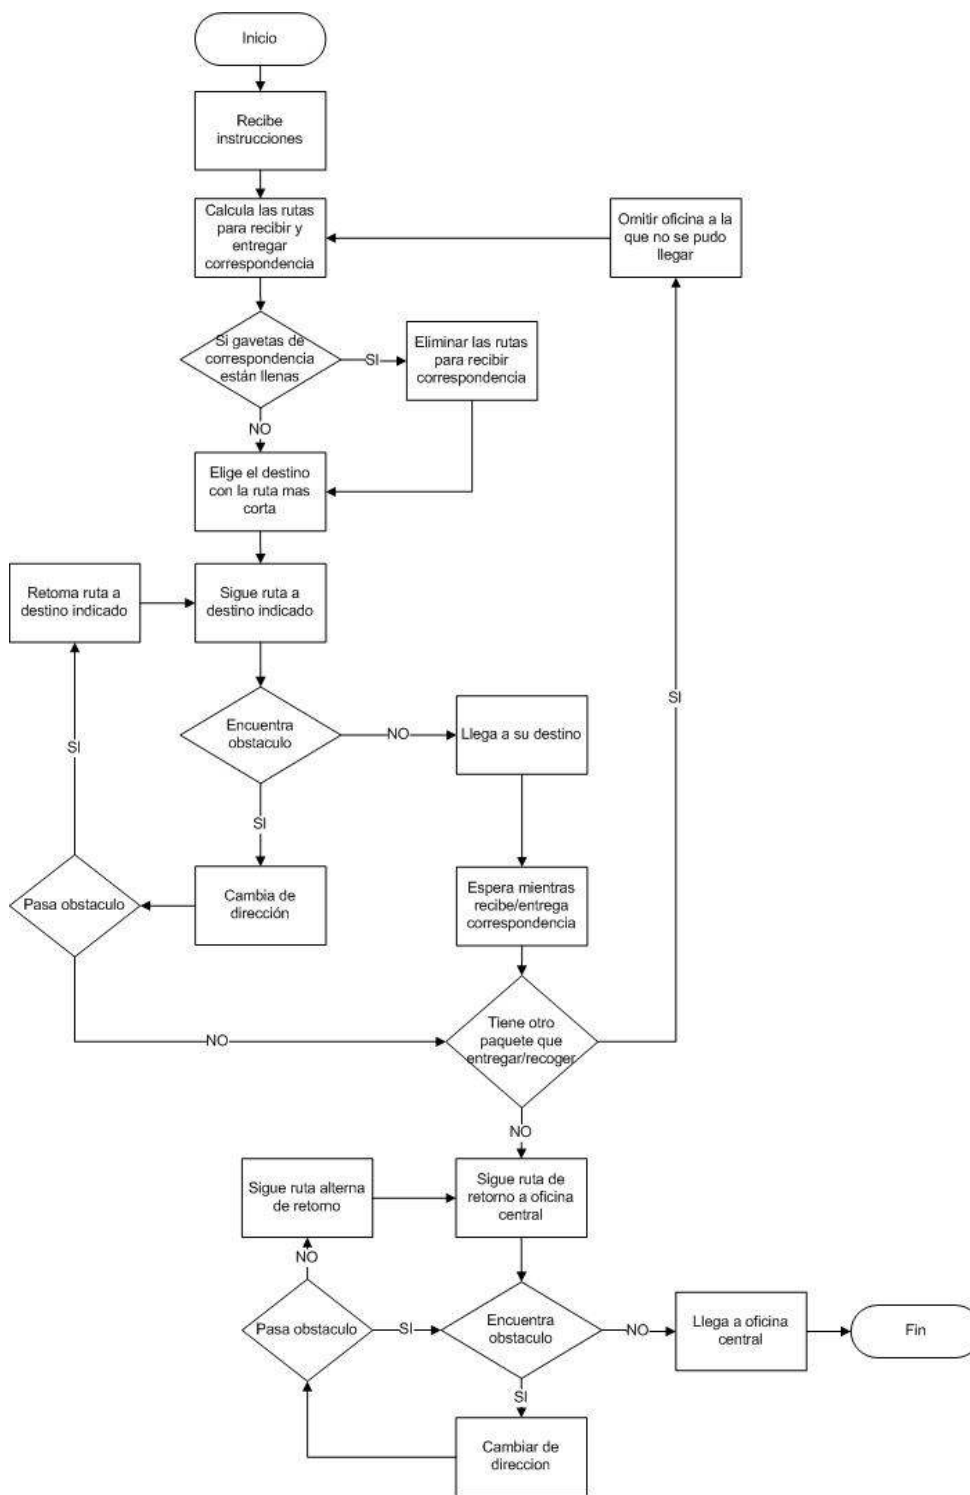 Inicio
Recibe
instrucciones
Calcula las rutas
para recibir y
entregar
correspondencia
Omitir oficina a la
que no se pudo
llegar
Si gavetas de
correspondencia
están llenas
SI
Eliminar las rutas
para recibir
correspondencia
NO
Elige el destino
con la ruta mas
corta
Retoma ruta a
destino indicado
Sigue ruta a
destino indicado
SI
Encuentra
obstaculo
NO
Llega a su destino
SI
SI
Pasa obstaculo
Cambia de
dirección
Espera mientras
recibe/entrega
correspondencia
NO
Tiene otro
paquete que
entregar/recoger
NO
Sigue ruta alterna
de retorno
Sigue ruta de
retorno a oficina
central
NO
Pasa obstaculo
SI
Encuentra
obstaculo
NO
Llega a oficina
central
Fin
SI
Cambiar de
direccion